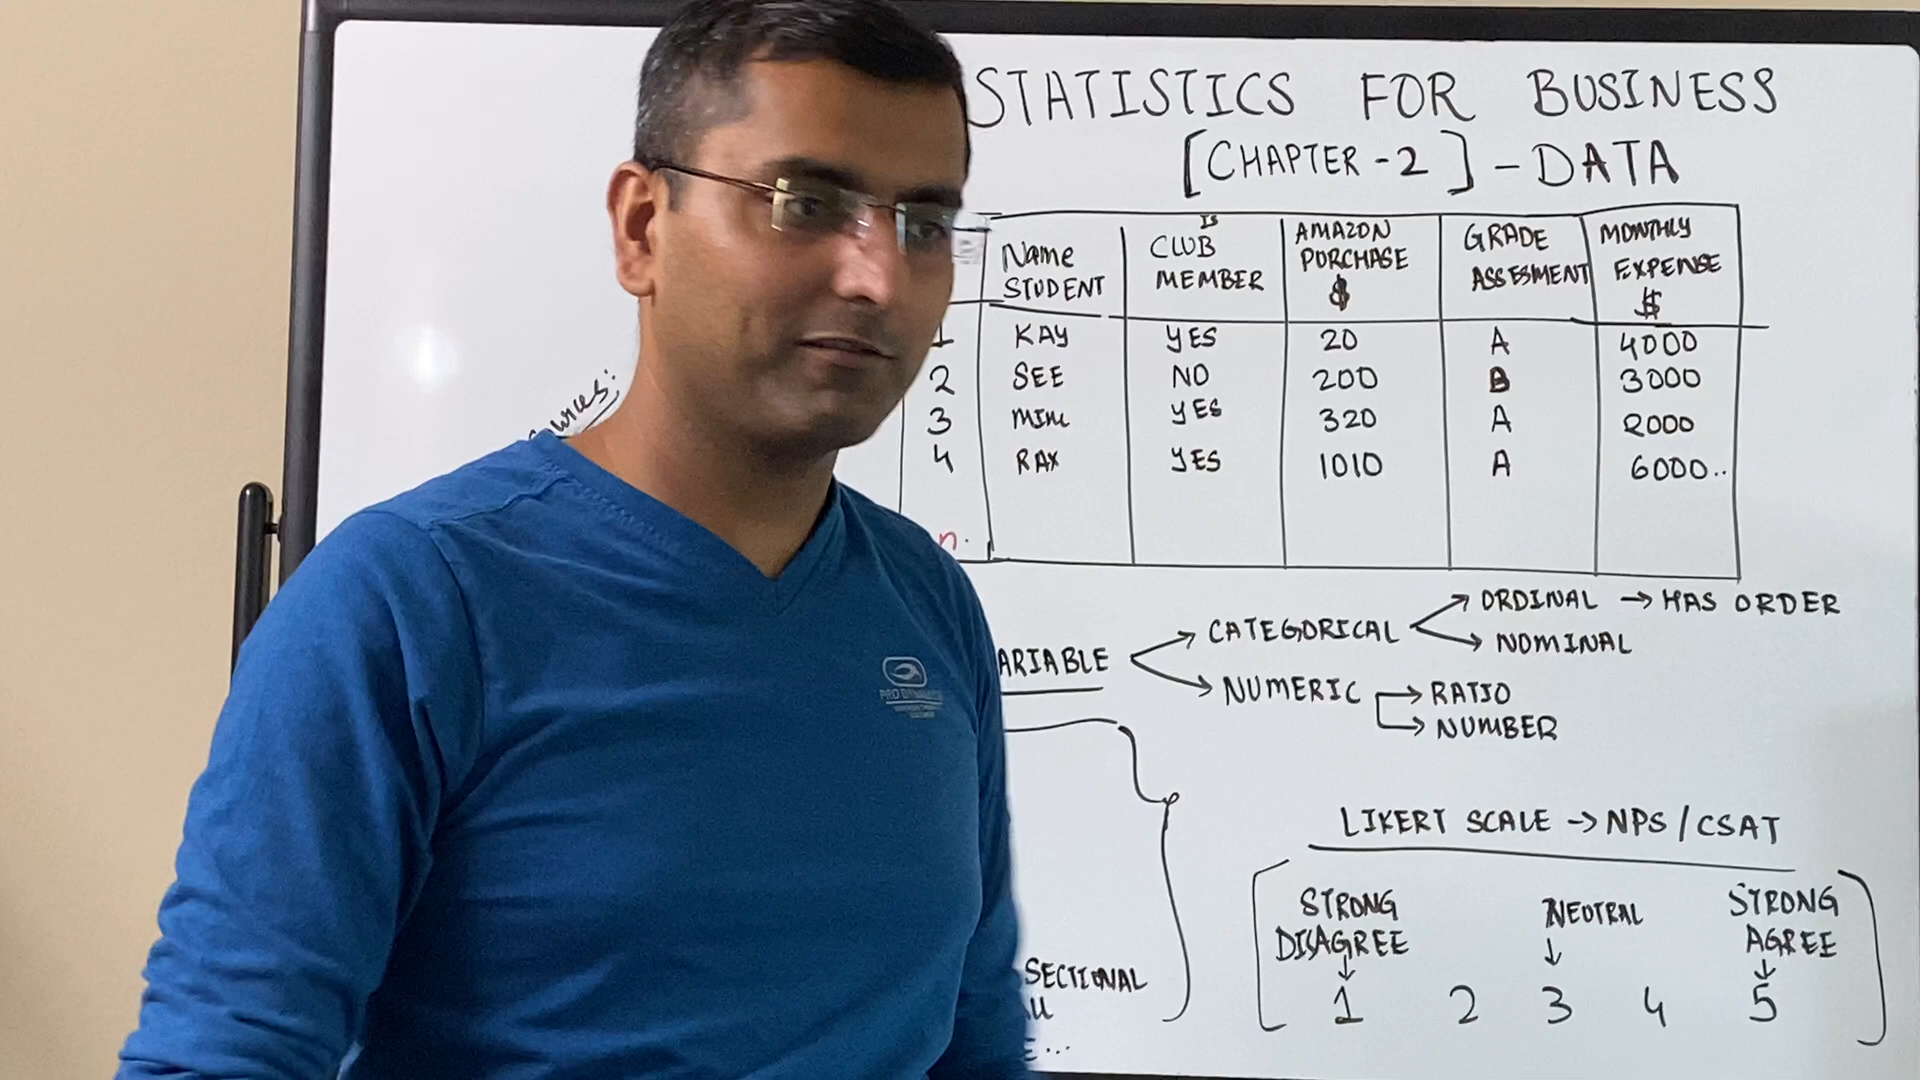 STATISTICS FOR BUSINESS
[CHAPTER-2] - DATA
Name STUDENT IS CLUB MEMBER AMAZON PURCHASE $ GRADE ASSESSMENT MONTHLY EXPENSE $
1 KAY YES 20 A 4000
2 SEE NO 200 B 3000
3 YES 320 A 2000
4 RAX YES 1010 A 6000..
n.
ARIABLE → CATEGORICAL → ORDINAL → HAS ORDER
→ NOMINAL
→ NUMERIC → RATIO
→ NUMBER
LIKERT SCALE → NPS / CSAT
STRONG DISAGREE NEUTRAL STRONG AGREE
1 2 3 4 5
SECTIONAL